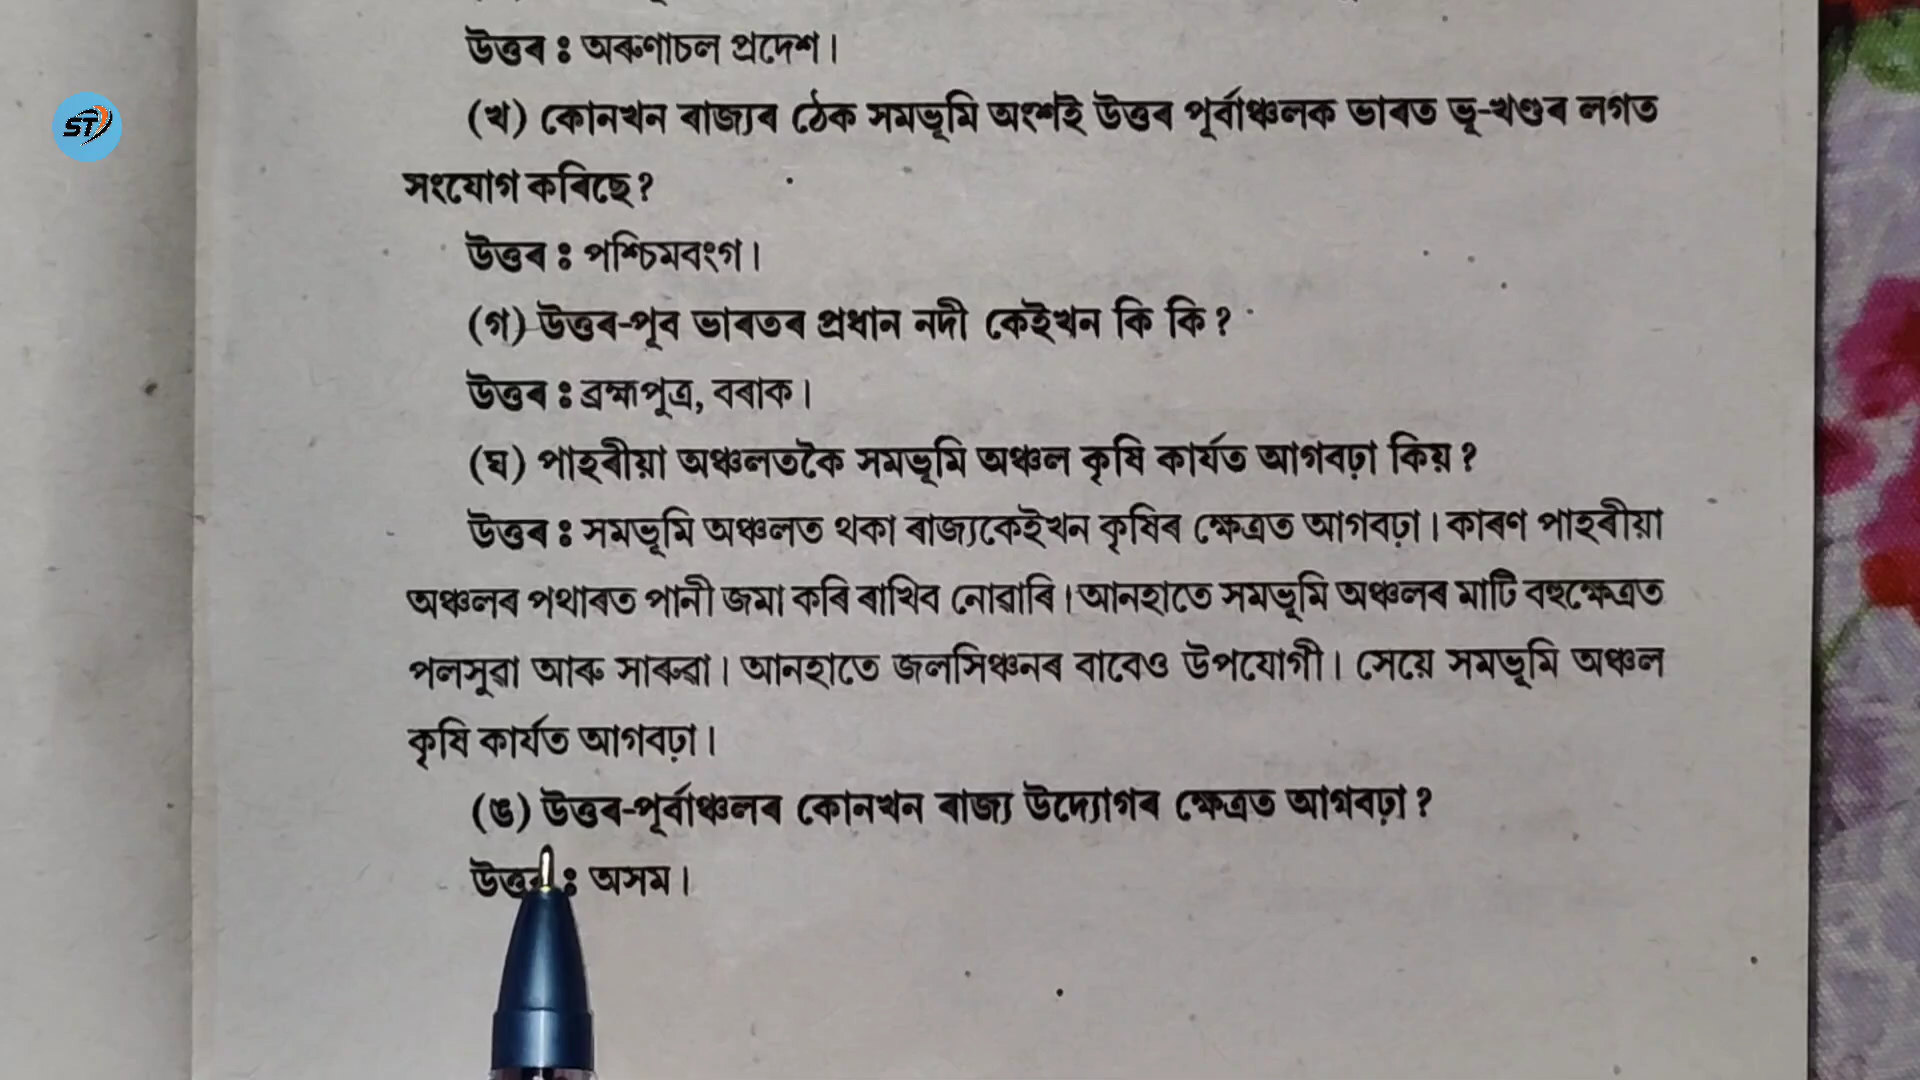 উত্তৰ ঃ অৰুণাচল প্ৰদেশ।
ST
(খ) কোনখন ৰাজ্যৰ ঠেক সমভূমি অংশই উত্তৰ পূৰ্বাঞ্চলক ভাৰত ভূ-খণ্ডৰ লগত
সংযোগ কৰিছে?
উত্তৰ ঃ পশ্চিমবংগ।
(গ) উত্তৰ-পূব ভাৰতৰ প্ৰধান নদী কেইখন কি কি?
উত্তৰ ঃ ব্ৰহ্মপুত্ৰ, বৰাক।
(ঘ) পাহৰীয়া অঞ্চলতকৈ সমভূমি অঞ্চল কৃষি কাৰ্যত আগবঢ়া কিয়?
উত্তৰ ঃ সমভূমি অঞ্চলত থকা ৰাজ্যকেইখন কৃষিৰ ক্ষেত্ৰত আগবঢ়া। কাৰণ পাহৰীয়া
অঞ্চলৰ পথাৰত পানী জমা কৰি ৰাখিব নোৱাৰি। আনহাতে সমভূমি অঞ্চলৰ মাটি বহুক্ষেত্ৰত
পলসুৱা আৰু সাৰুৱা। আনহাতে জলসিঞ্চনৰ বাবেও উপযোগী। সেয়ে সমভূমি অঞ্চল
কৃষি কাৰ্যত আগবঢ়া।
(ঙ) উত্তৰ-পূৰ্বাঞ্চলৰ কোনখন ৰাজ্য উদ্যোগৰ ক্ষেত্ৰত আগবঢ়া?
উত্তৰ ঃ অসম।